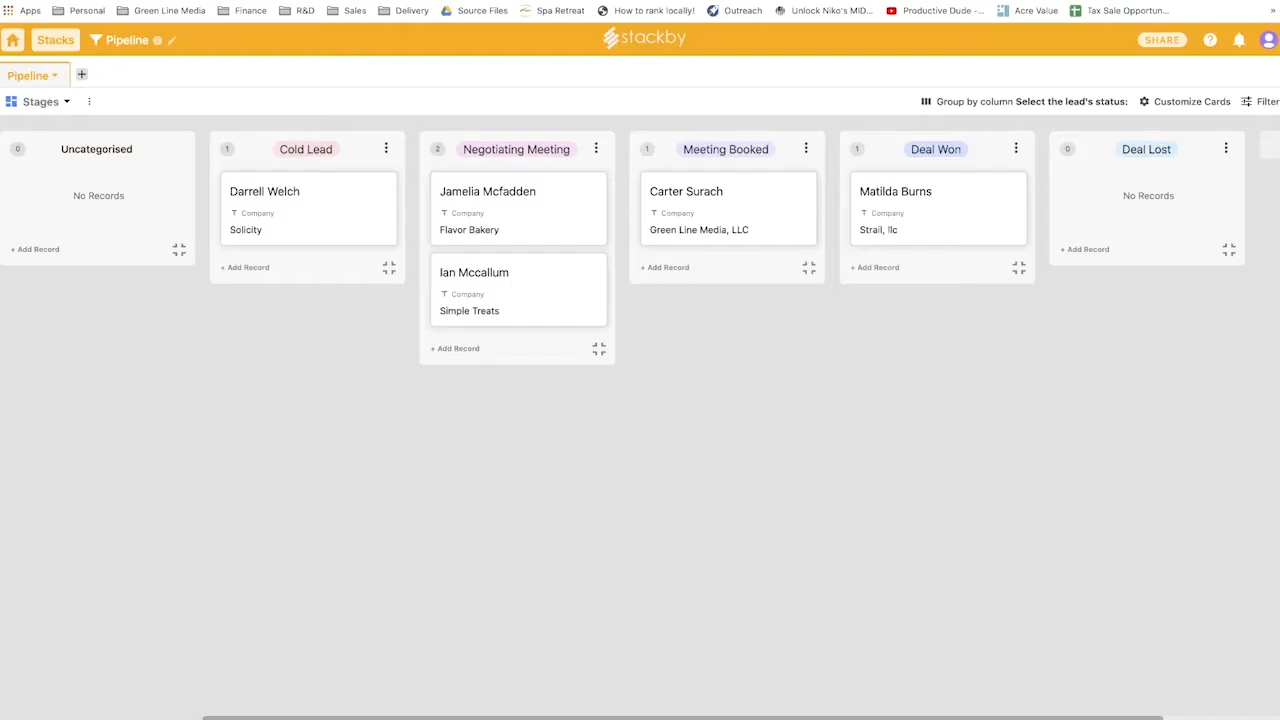 Apps Personal Green Line Media Finance R&D Sales Delivery Source Files Spa Retreat How to rank locally! Outreach Unlock Niko's MID... Productive Dude -... Acre Value Tax Sale Opportun... »
Stacks Pipeline stackby SHARE ?
Pipeline +
Stages Group by column Select the lead's status: Customize Cards Filter
0 Uncategorised
No Records
+ Add Record
1 Cold Lead
Darrell Welch
T Company
Solicity
+ Add Record
2 Negotiating Meeting
Jamelia Mcfadden
T Company
Flavor Bakery
Ian Mccallum
T Company
Simple Treats
+ Add Record
1 Meeting Booked
Carter Surach
T Company
Green Line Media, LLC
+ Add Record
1 Deal Won
Matilda Burns
T Company
Strail, llc
+ Add Record
0 Deal Lost
No Records
+ Add Record